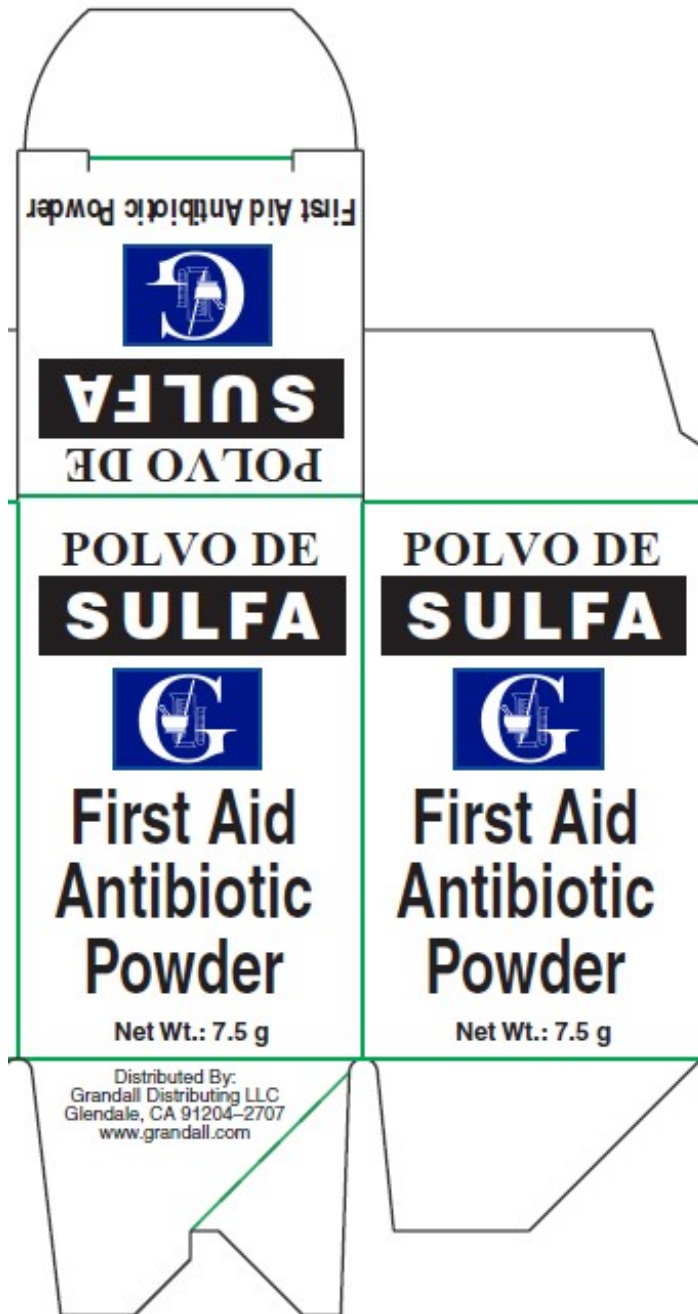 First Aid Antibiotic Powder
G
SULFA
POLVO DE
POLVO DE
SULFA
G
First Aid
Antibiotic
Powder
Net Wt.: 7.5 g
Distributed By:
Grandall Distributing LLC
Glendale, CA 91204–2707
www.grandall.com
POLVO DE
SULFA
G
First Aid
Antibiotic
Powder
Net Wt.: 7.5 g